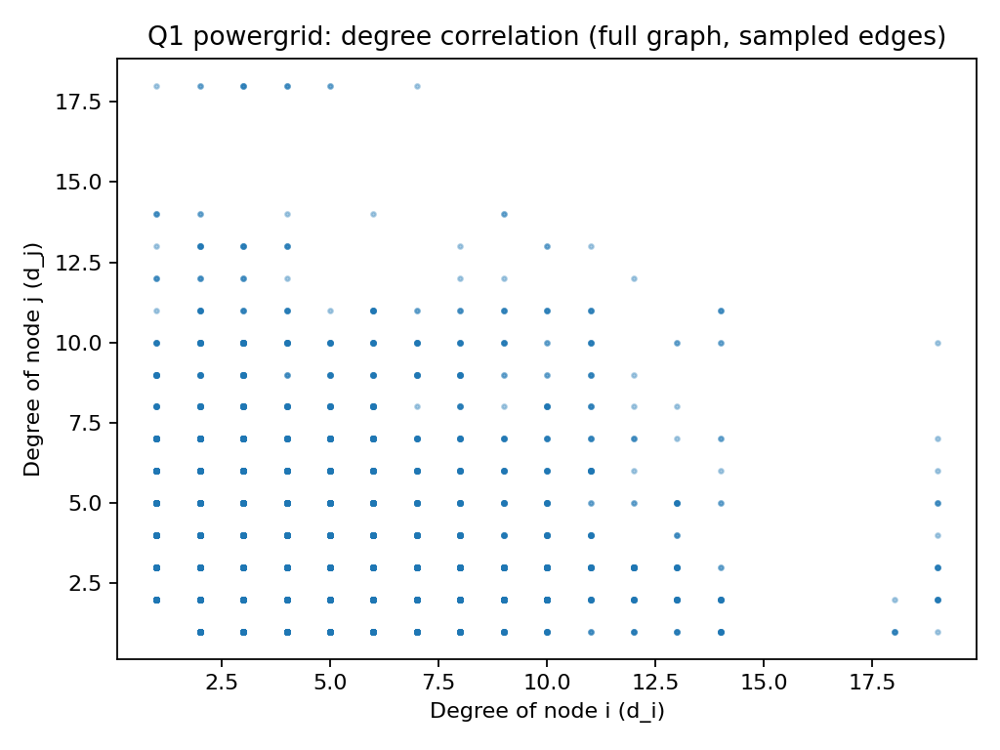 Q1 powergrid: degree correlation (full graph, sampled edges)
17.5
15.0
12.5
10.0
7.5
5.0
2.5
Degree of node j (d_j)
2.5 5.0 7.5 10.0 12.5 15.0 17.5
Degree of node i (d_i)